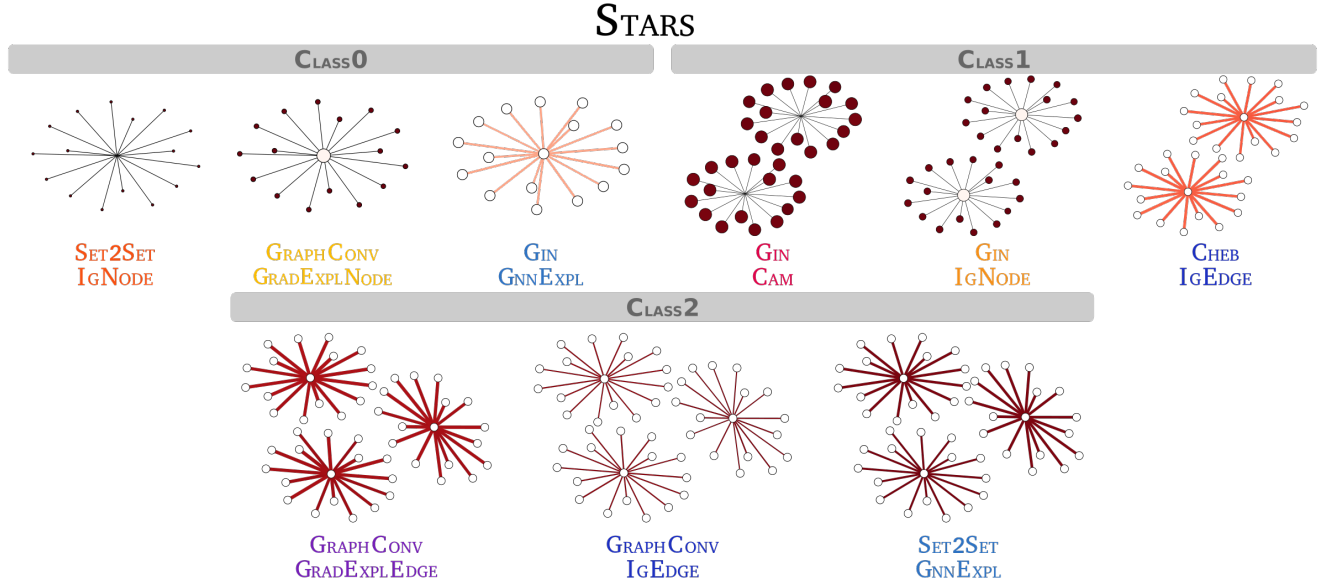 STARS
CLASS0
CLASS1
SET2SET
IGNODE
GRAPHCONV
GRADEXPLNODE
GIN
GNNEXPL
GIN
CAM
GIN
IGNODE
CHEB
IGEDGE
CLASS2
GRAPHCONV
GRADEXPLEDGE
GRAPHCONV
IGEDGE
SET2SET
GNNEXPL